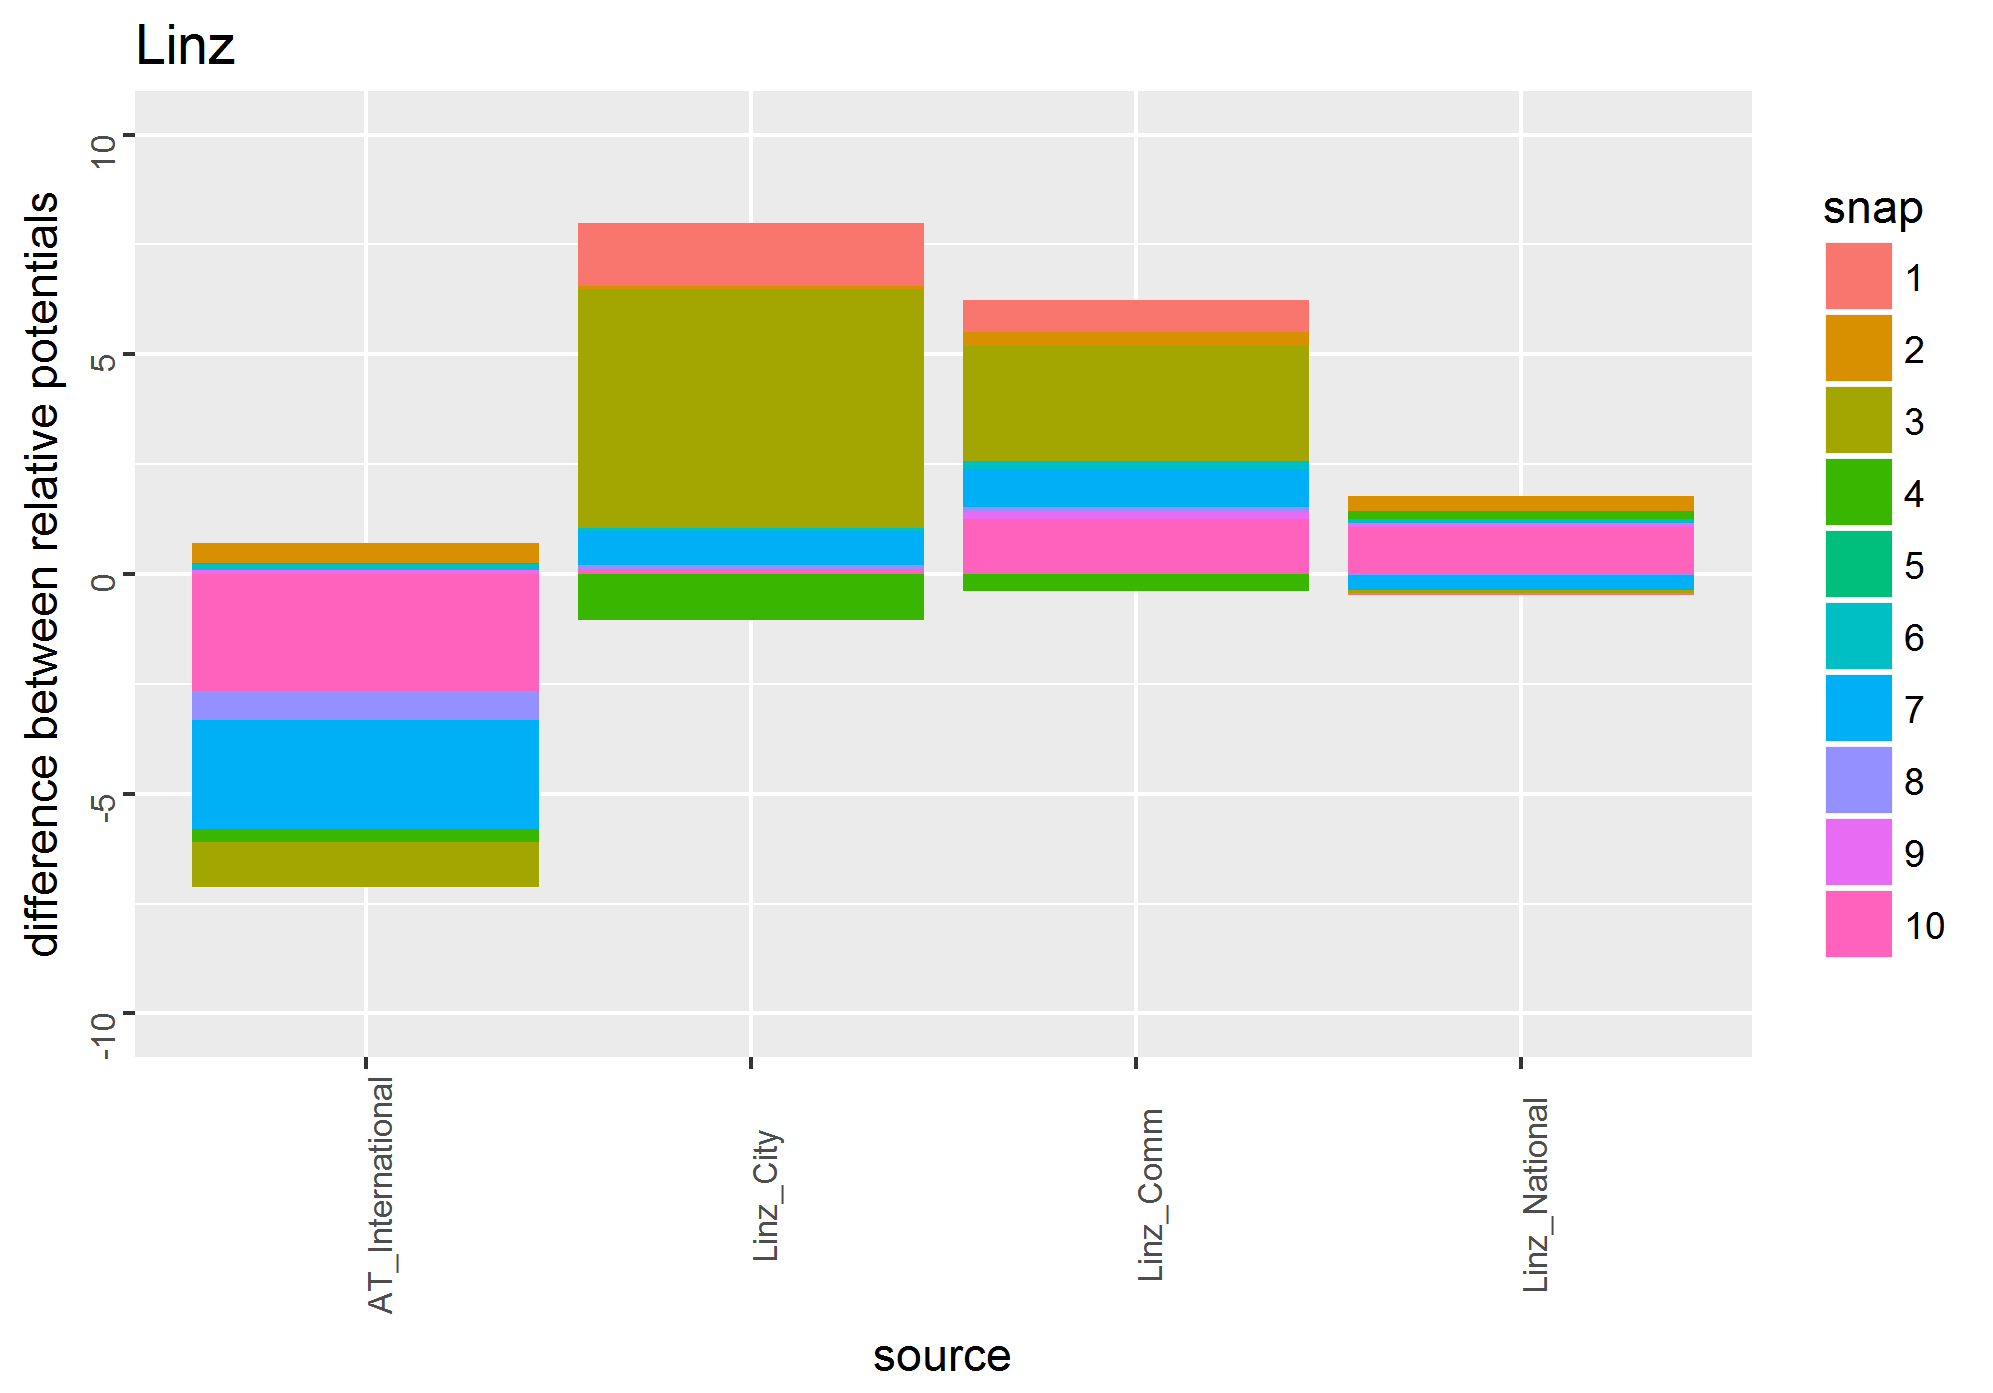 Linz
difference between relative potentials
10
5
0
-5
-10
AT_International
Linz_City
Linz_Comm
Linz_National
source
snap
1
2
3
4
5
6
7
8
9
10